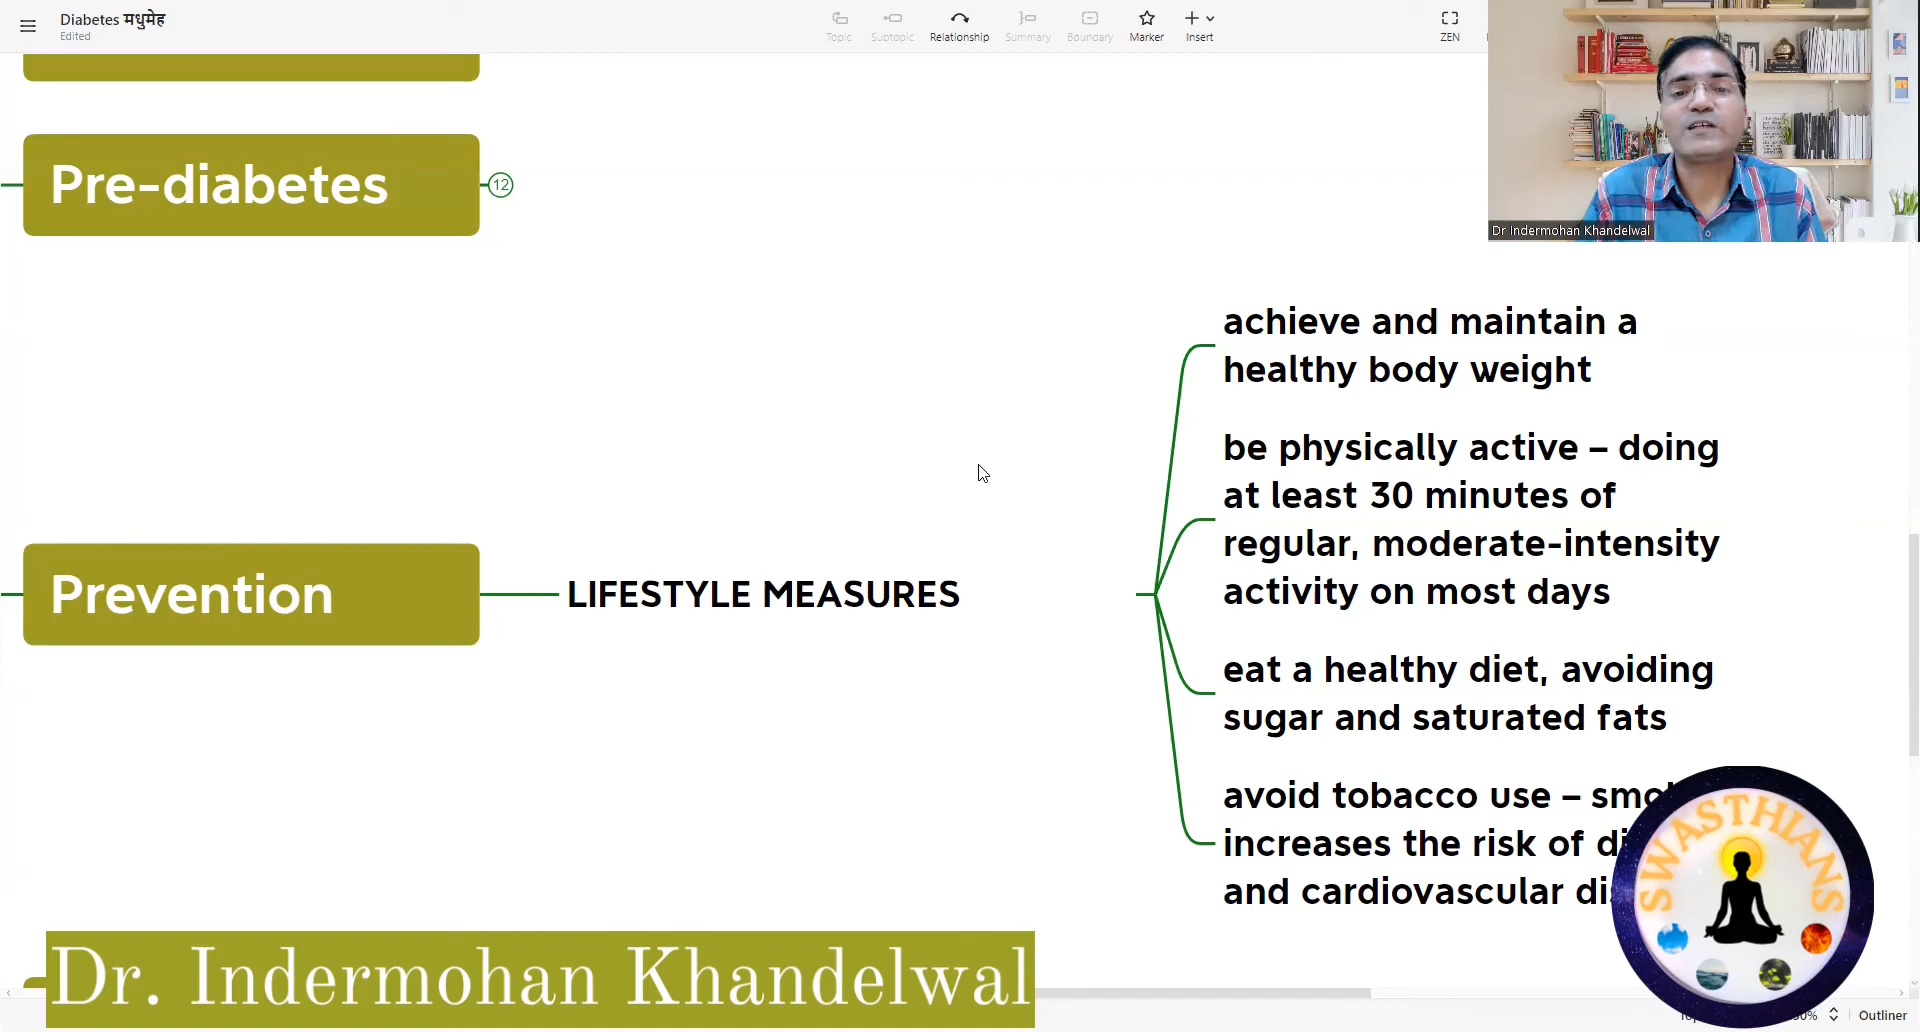 Diabetes मधुमेह
Edited
Topic
Subtopic
Relationship
Summary
Boundary
Marker
Insert
ZEN
Dr Indermohan Khandelwal
Pre-diabetes
12
Prevention
LIFESTYLE MEASURES
achieve and maintain a
healthy body weight
be physically active – doing
at least 30 minutes of
regular, moderate-intensity
activity on most days
eat a healthy diet, avoiding
sugar and saturated fats
avoid tobacco use –
increases the risk of
and cardiovascular
SWASTHIANS
Dr. Indermohan Khandelwal
Outliner